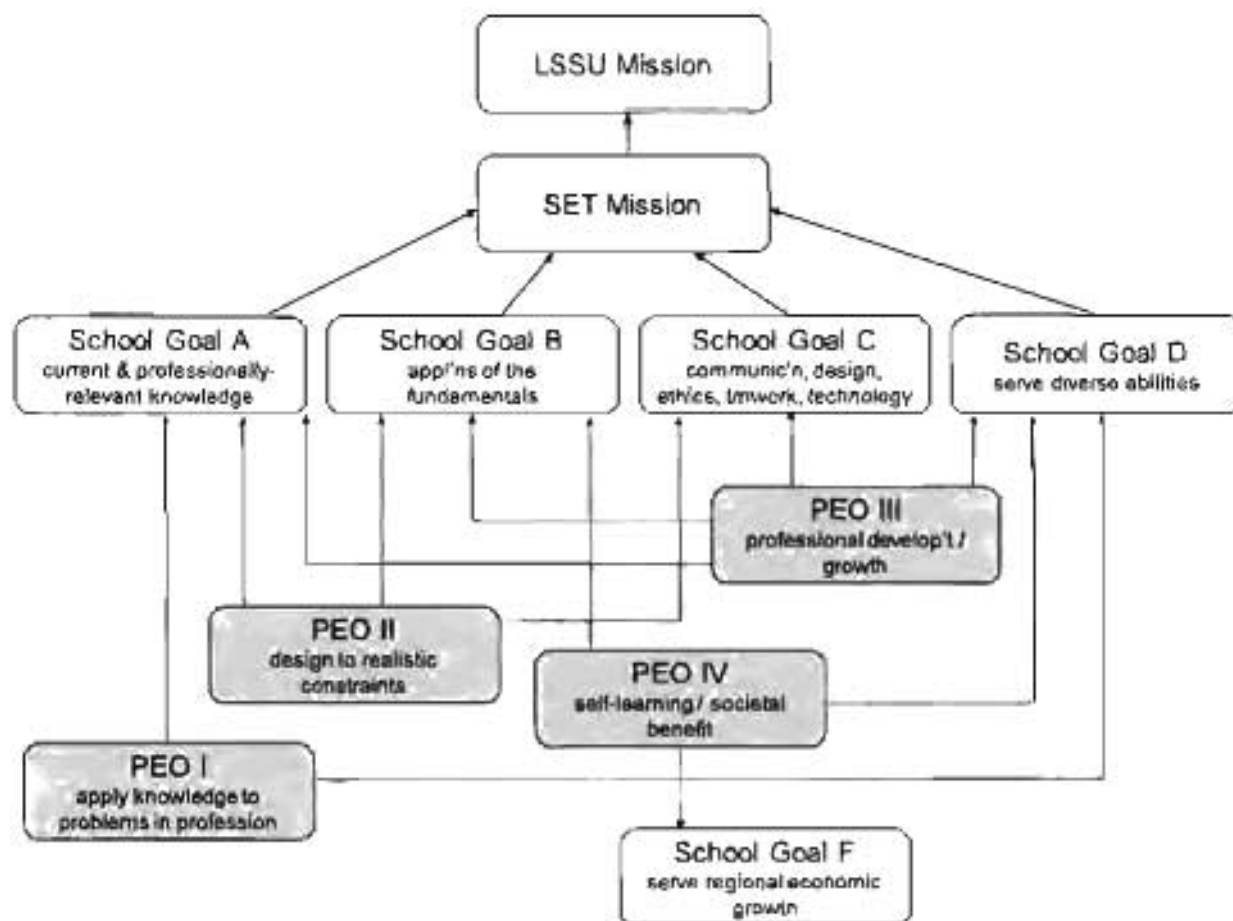 LSSU Mission
SET Mission
School Goal A
current & professionally-
relevant knowledge
School Goal B
appl'ns of the
fundamentals
School Goal C
communic'n, design,
ethics, tmwork, technology
School Goal D
serve diverse abilities
PEO III
professional develop't /
growth
PEO II
design to realistic
constraints
PEO IV
self-learning / societal
benefit
PEO I
apply knowledge to
problems in profession
School Goal F
serve regional economic
growth